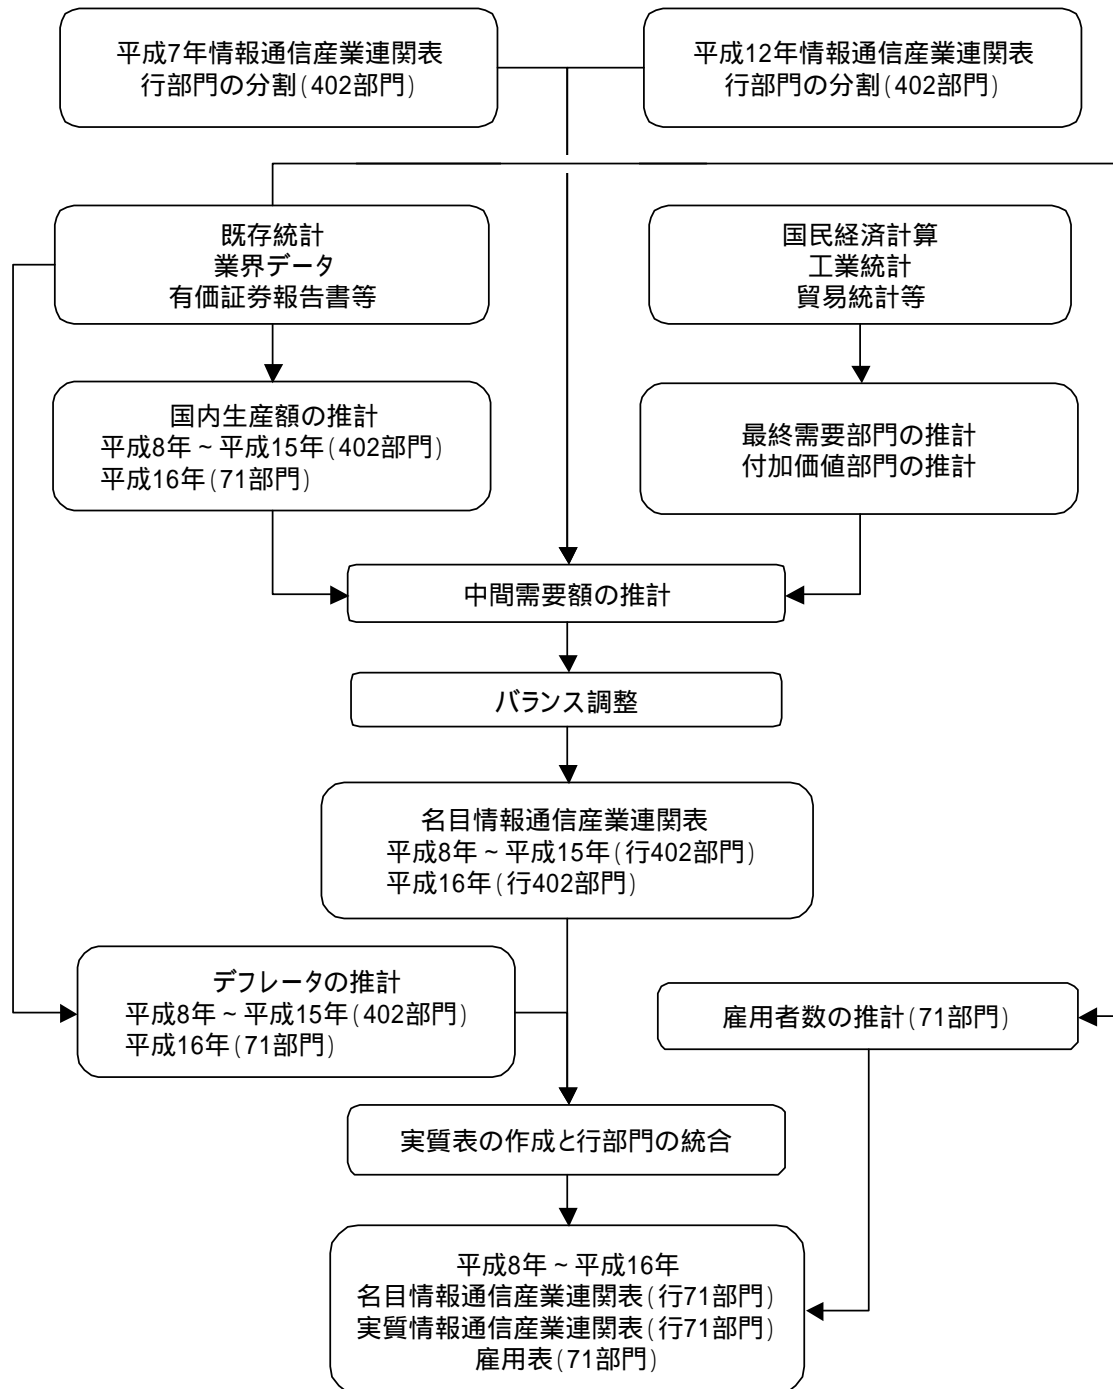 平成7年情報通信産業連関表
行部門の分割(402部門)
平成12年情報通信産業連関表
行部門の分割(402部門)
既存統計
業界データ
有価証券報告書等
国民経済計算
工業統計
貿易統計等
国内生産額の推計
平成8年～平成15年(402部門)
平成16年(71部門)
最終需要部門の推計
付加価値部門の推計
中間需要額の推計
バランス調整
名目情報通信産業連関表
平成8年～平成15年(行402部門)
平成16年(行402部門)
デフレータの推計
平成8年～平成15年(402部門)
平成16年(71部門)
雇用者数の推計(71部門)
実質表の作成と行部門の統合
平成8年～平成16年
名目情報通信産業連関表(行71部門)
実質情報通信産業連関表(行71部門)
雇用表(71部門)